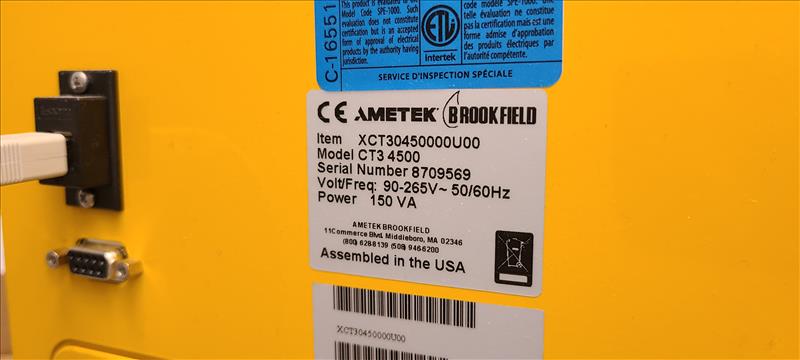 This product is evaluated to the
Model Code SPE-1000. Such
evaluation does not constitute
certification but is an accepted
form of approval of electrical
products by the authority having
jurisdiction.
C-16551
ETL
Intertek
code modèle SPE-1000. Une
telle évaluation ne constitue
pas la certification mais est une
forme admise d'approbation
des produits électriques par
l'autorité compétente.
SERVICE D'INSPECTION SPÉCIALE
CE AMETEK BROOKFIELD
Item XCT30450000U00
Model CT3 4500
Serial Number 8709569
Volt/Freq: 90-265V~ 50/60Hz
Power 150 VA
AMETEK BROOKFIELD
11Commerce Blvd. Middleboro, MA 02346
(800) 6288139 (508) 9466200
Assembled in the USA
XCT30450000U00